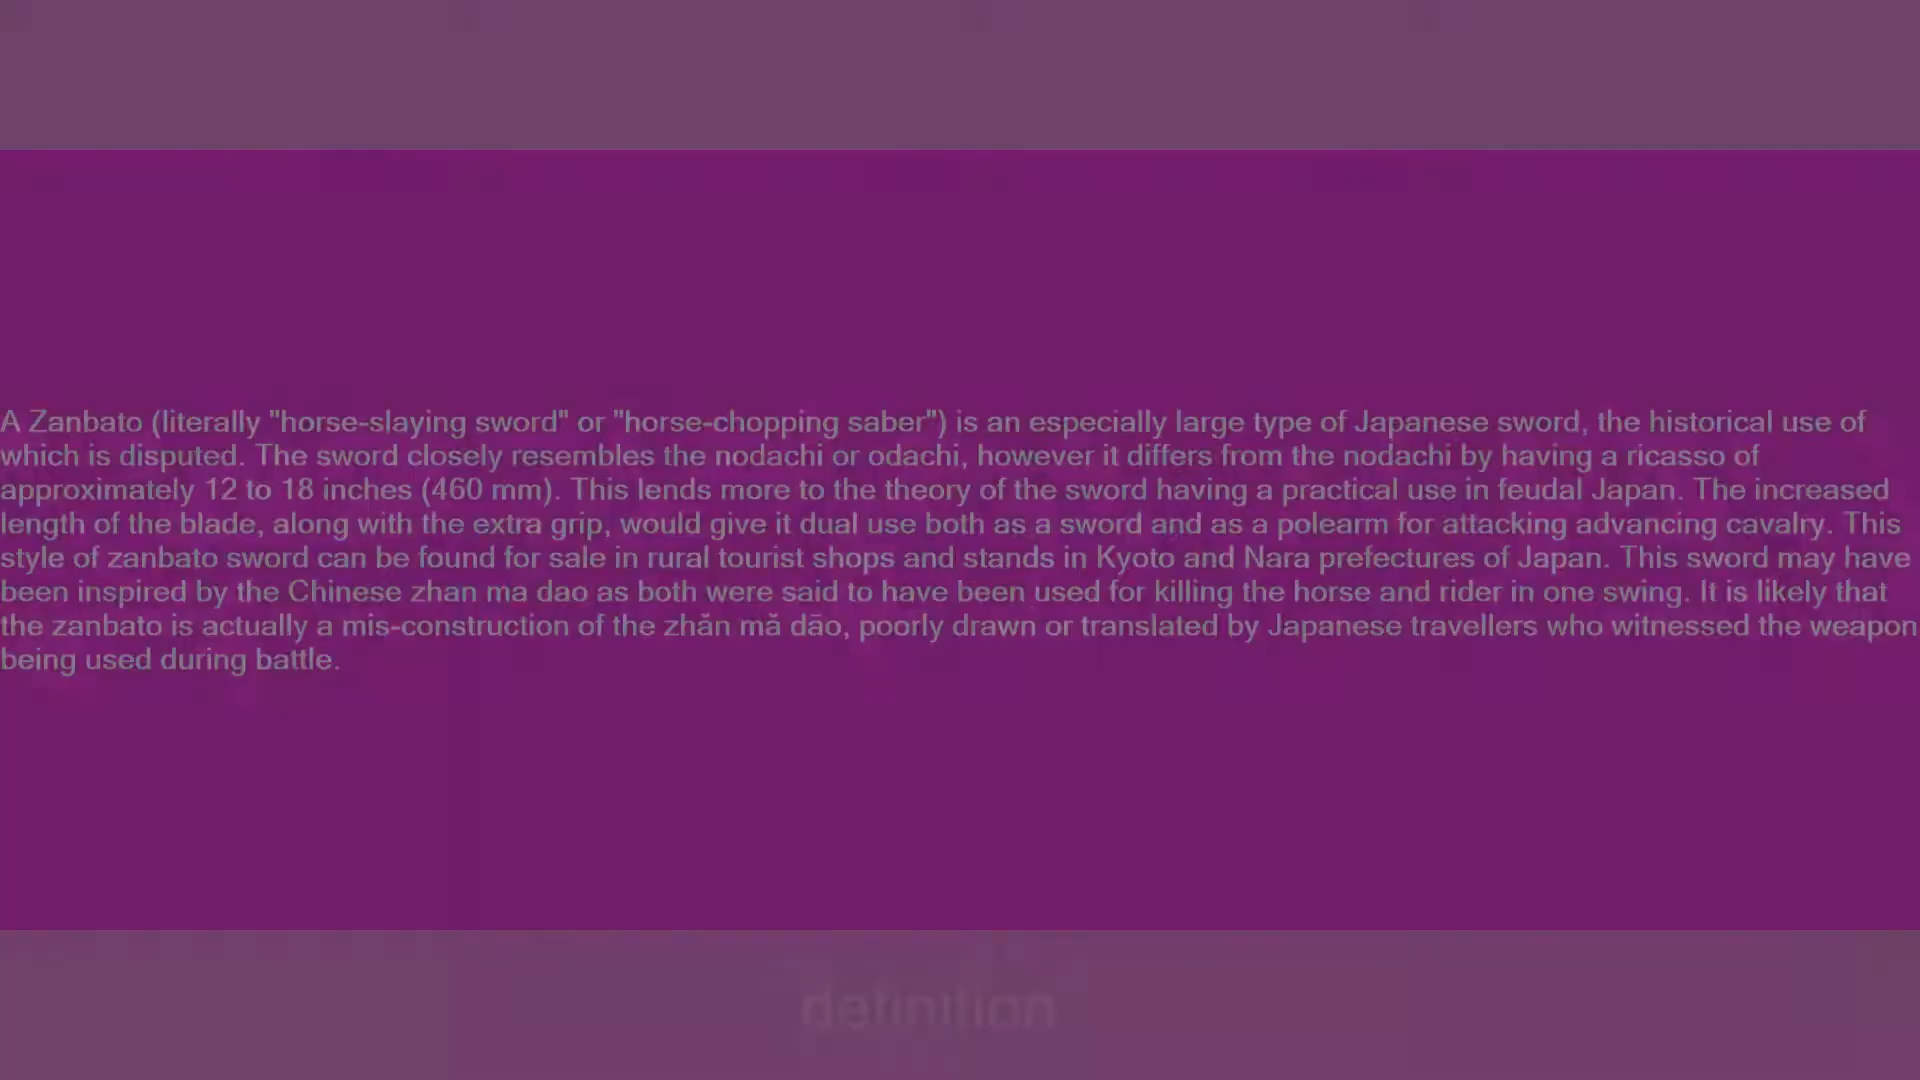 A Zanbato (literally "horse-slaying sword" or "horse-chopping saber") is an especially large type of Japanese sword, the historical use of
which is disputed. The sword closely resembles the nodachi or odachi, however it differs from the nodachi by having a ricasso of
approximately 12 to 18 inches (460 mm). This lends more to the theory of the sword having a practical use in feudal Japan. The increased
length of the blade, along with the extra grip, would give it dual use both as a sword and as a polearm for attacking advancing cavalry. This
style of zanbato sword can be found for sale in rural tourist shops and stands in Kyoto and Nara prefectures of Japan. This sword may have
been inspired by the Chinese zhan ma dao as both were said to have been used for killing the horse and rider in one swing. It is likely that
the zanbato is actually a mis-construction of the zhǎn mǎ dāo, poorly drawn or translated by Japanese travellers who witnessed the weapon
being used during battle.
definition